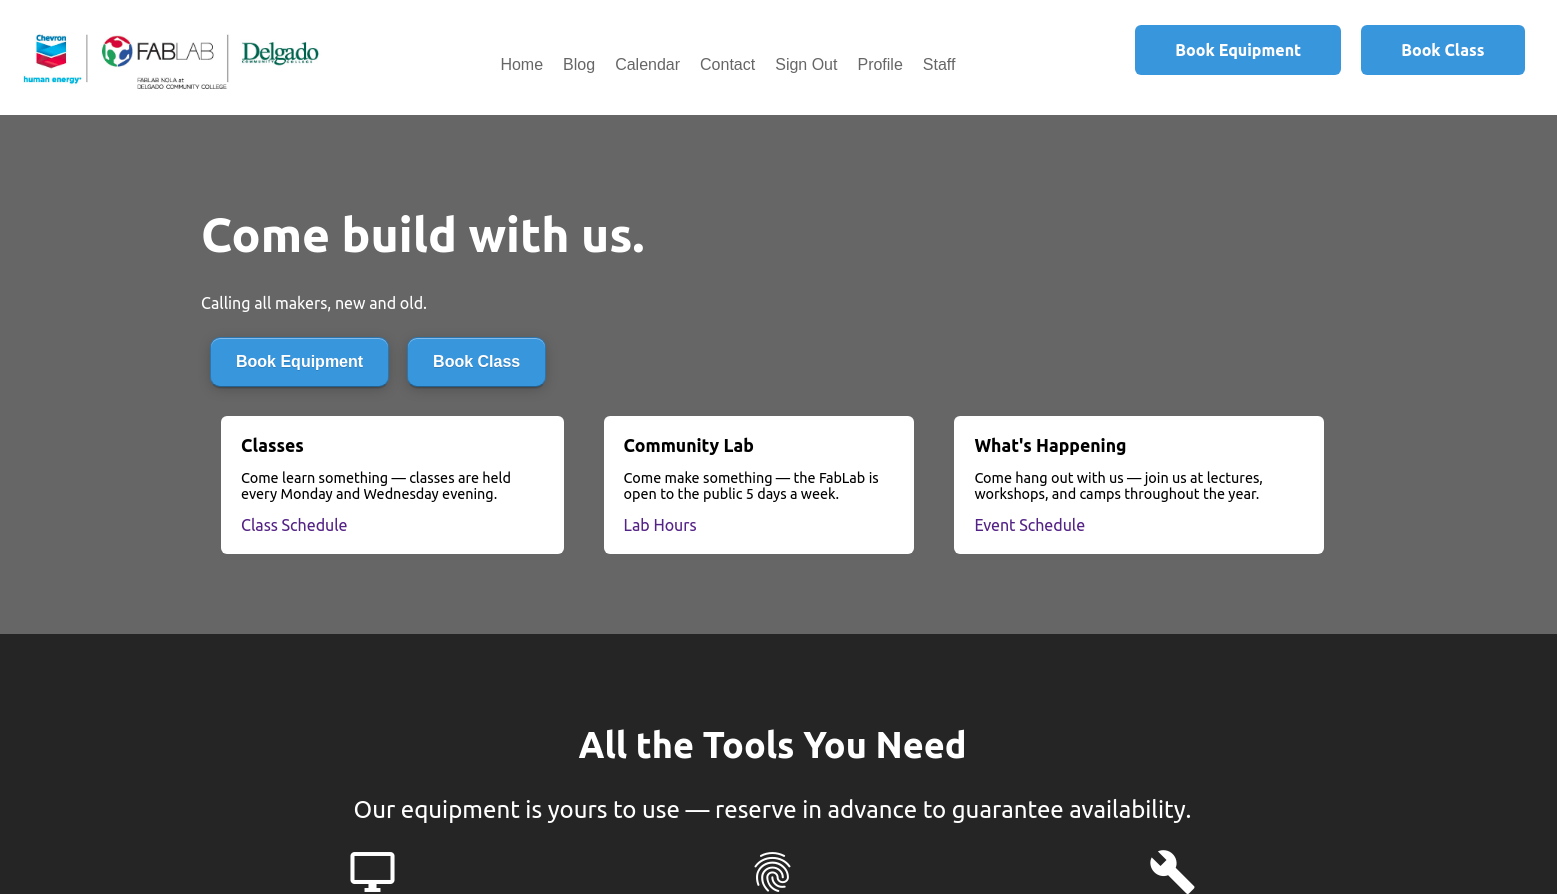 Chevron
human energy®
FABLAB
FABLAB NOLA at
DELGADO COMMUNITY COLLEGE
Delgado
COMMUNITY COLLEGE
Home Blog Calendar Contact Sign Out Profile Staff
Book Equipment Book Class
Come build with us.
Calling all makers, new and old.
Book Equipment Book Class
Classes
Come learn something — classes are held
every Monday and Wednesday evening.
Class Schedule
Community Lab
Come make something — the FabLab is
open to the public 5 days a week.
Lab Hours
What's Happening
Come hang out with us — join us at lectures,
workshops, and camps throughout the year.
Event Schedule
All the Tools You Need
Our equipment is yours to use — reserve in advance to guarantee availability.